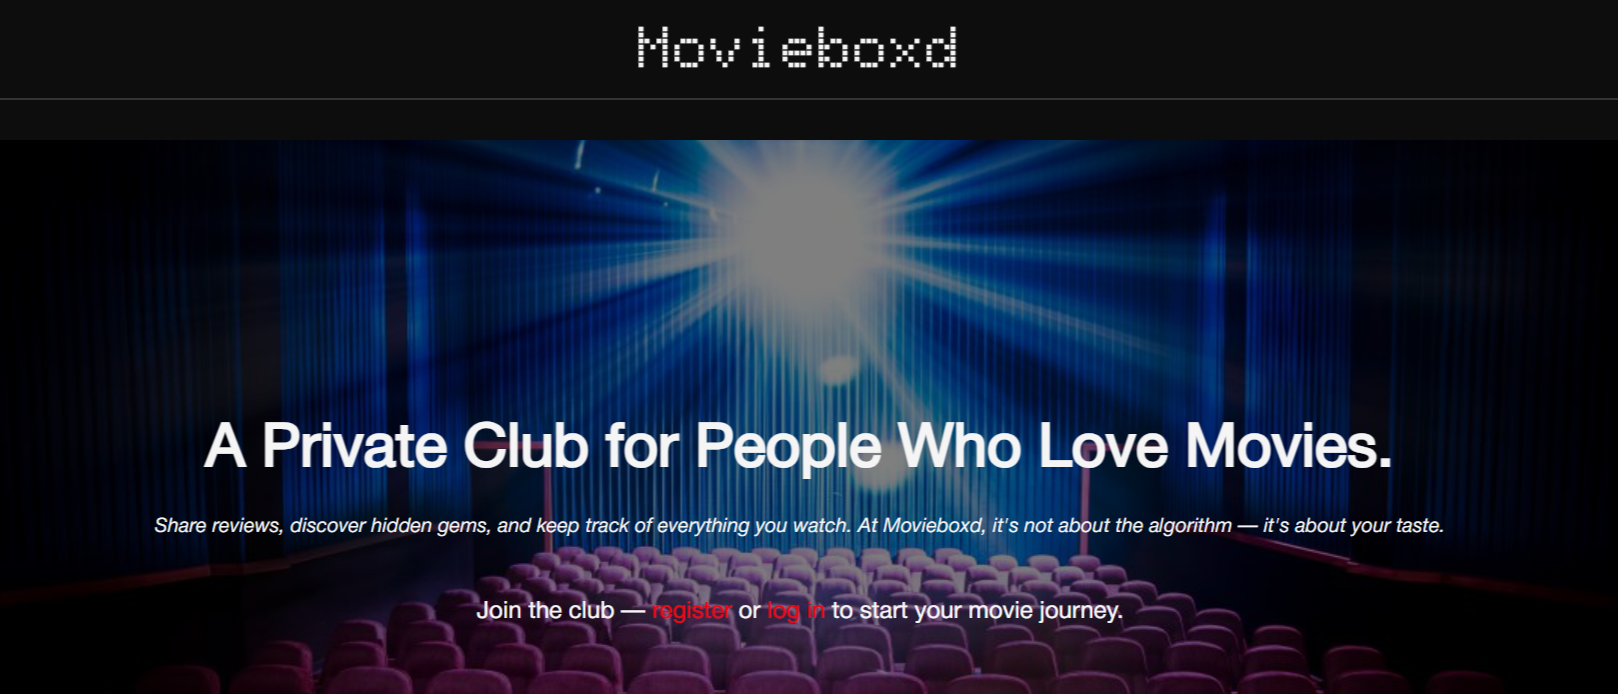 Movieboxd
A Private Club for People Who Love Movies.
Share reviews, discover hidden gems, and keep track of everything you watch. At Movieboxd, it's not about the algorithm — it's about your taste.
Join the club — register or log in to start your movie journey.